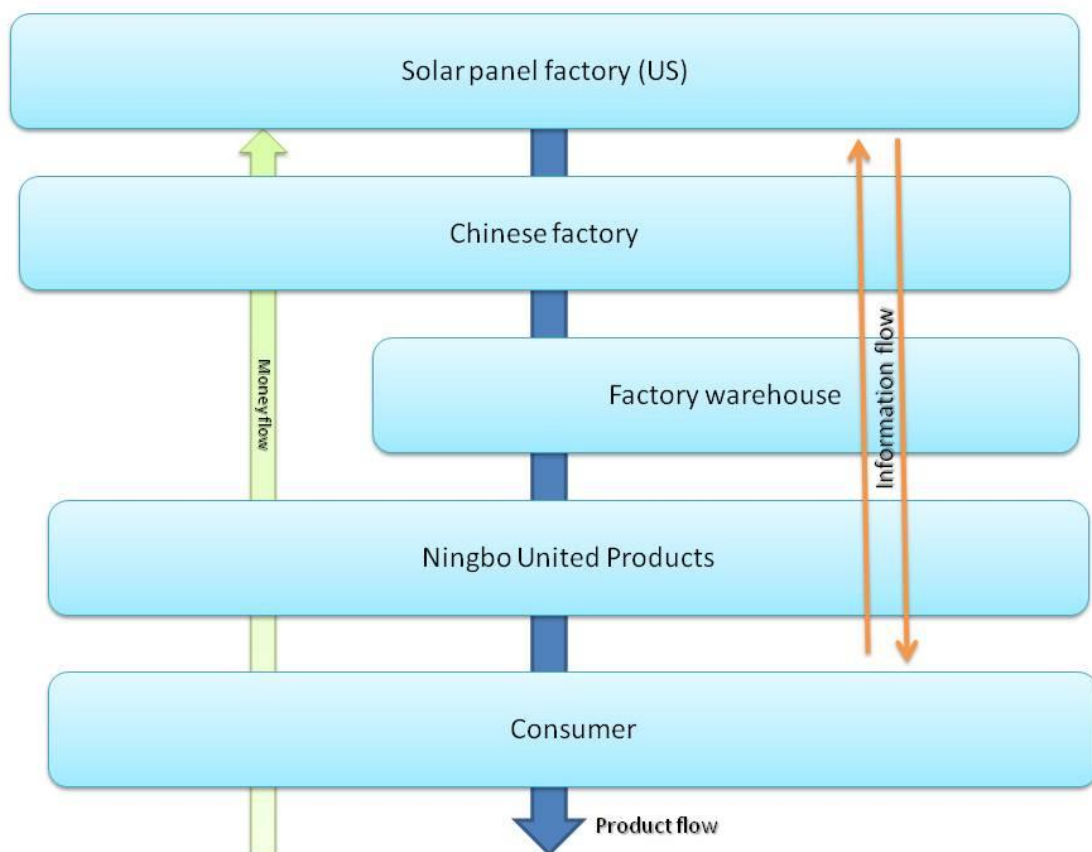 Solar panel factory (US)
Chinese factory
Factory warehouse
Money flow
Information flow
Ningbo United Products
Consumer
Product flow